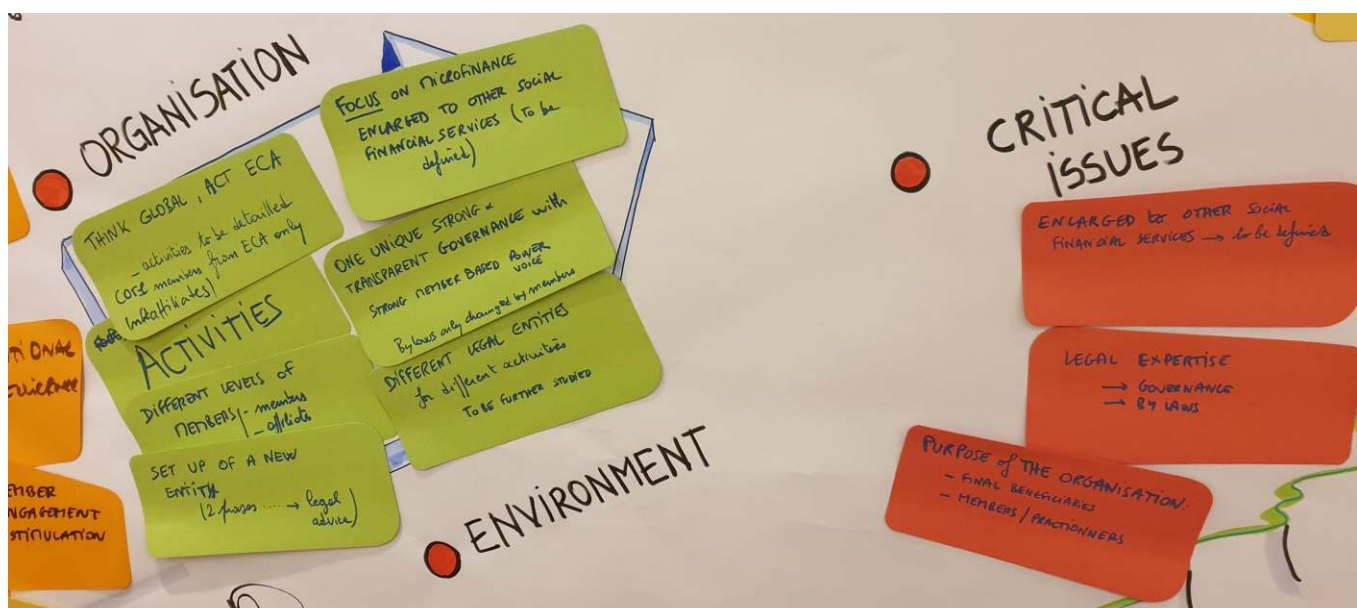 ORGANISATION
FOCUS ON MICROFINANCE
ENLARGED TO OTHER SOCIAL
FINANCIAL SERVICES (TO be
defined)
THINK GLOBAL, ACT ECA
- activities to be detailled
(core members from ECA only
ONE UNIQUE STRONG &
TRANSPARENT GOVERNANCE with
STRONG MEMBER BASED POWER
VOICE
By laws only changed by members
ACTIVITIES
DIFFERENT LEVELS OF
MEMBERS/ - members
- affiliate
DIFFERENT LEGAL ENTITIES
for different activities
TO BE FURTHER STUDIED
SET UP OF A NEW
ENTITY
(2 phases .... → legal
advice)
ENVIRONMENT
CRITICAL
ISSUES
ENLARGED to OTHER SOCIAL
FINANCIAL SERVICES → to be defined
LEGAL EXPERTISE
→ GOVERNANCE
→ BY LAWS
PURPOSE of THE ORGANISATION:
- FINAL BENEFICIARIES
- MEMBERS/PRACTIONNERS
TIONAL
EMBER
NGAGEMENT
STIMULATION